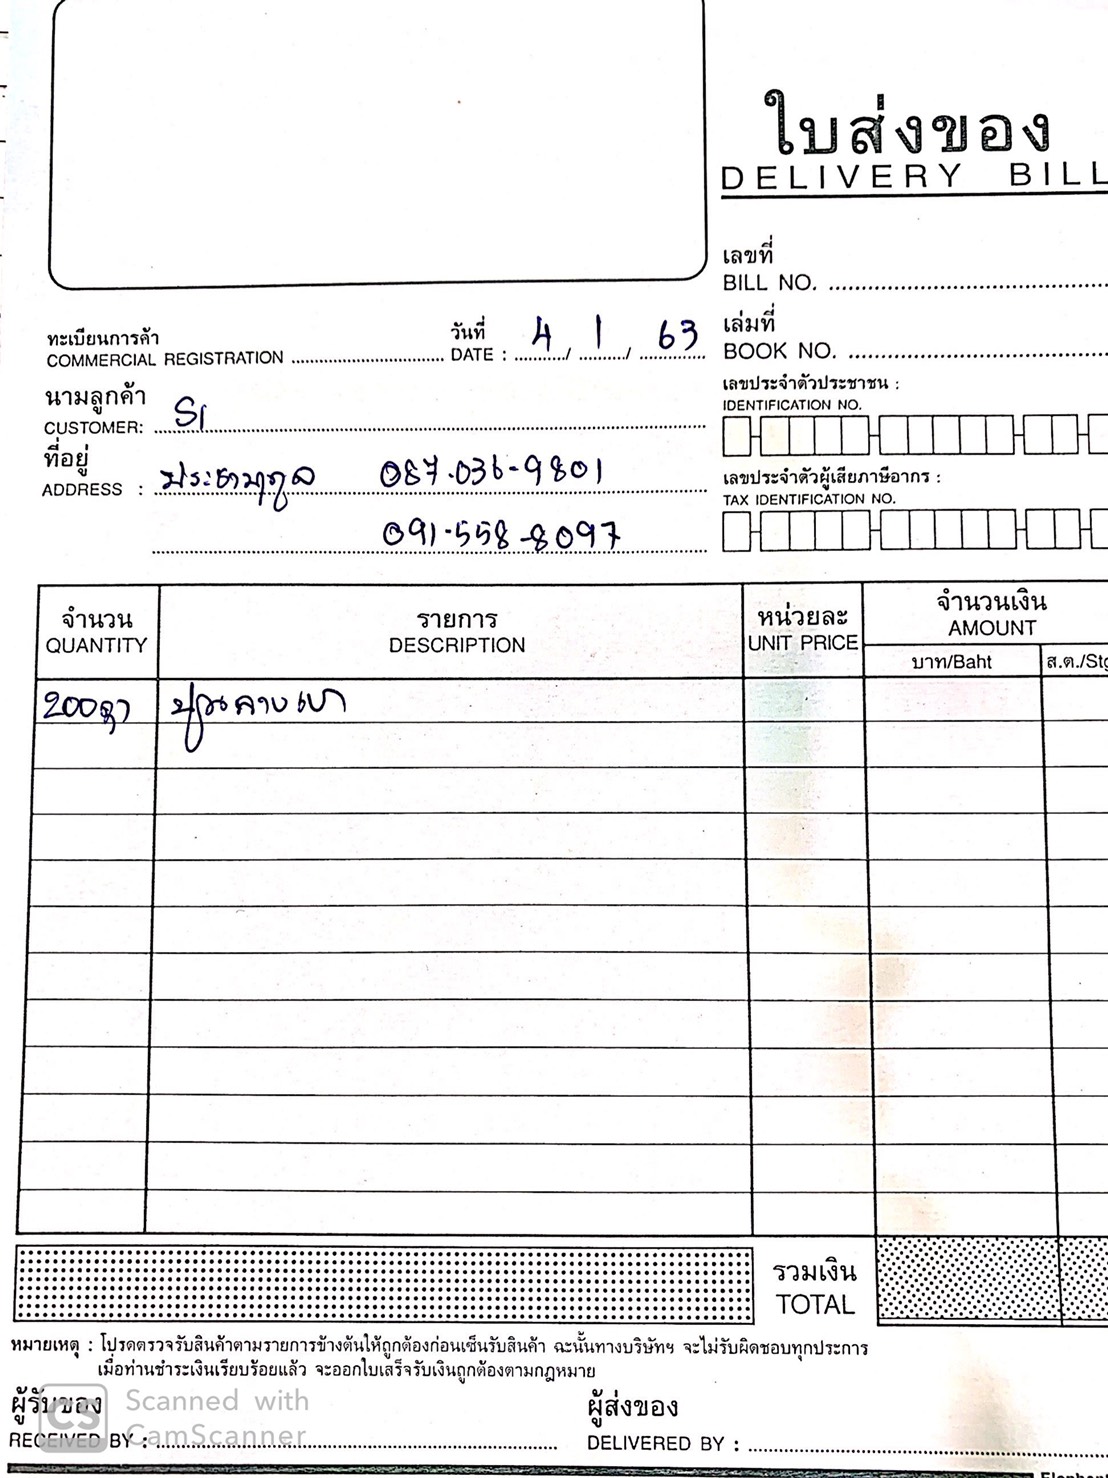 ใบส่งของ
DELIVERY BILL
เลขที่
BILL NO.
ทะเบียนการค้า
COMMERCIAL REGISTRATION
วันที่
DATE : 4 / 1 / 63
เล่มที่
BOOK NO.
นามลูกค้า
CUSTOMER: SI
เลขประจำตัวประชาชน :
IDENTIFICATION NO.
ที่อยู่
ADDRESS : ประชานุกูล 087-036-9801
091-558-8097
เลขประจำตัวผู้เสียภาษีอากร :
TAX IDENTIFICATION NO.
จำนวน รายการ หน่วยละ จำนวนเงิน
QUANTITY DESCRIPTION UNIT PRICE AMOUNT
บาท/Baht ส.ต./Stg
200 ปูนกาว
รวมเงิน
TOTAL
หมายเหตุ : โปรดตรวจรับสินค้าตามรายการข้างต้นให้ถูกต้องก่อนเซ็นรับสินค้า ฉะนั้นทางบริษัทฯ จะไม่รับผิดชอบทุกประการ
เมื่อท่านชำระเงินเรียบร้อยแล้ว จะออกใบเสร็จรับเงินถูกต้องตามกฎหมาย
ผู้รับของ
RECEIVED BY :
ผู้ส่งของ
DELIVERED BY :
CS Scanned with
CamScanner